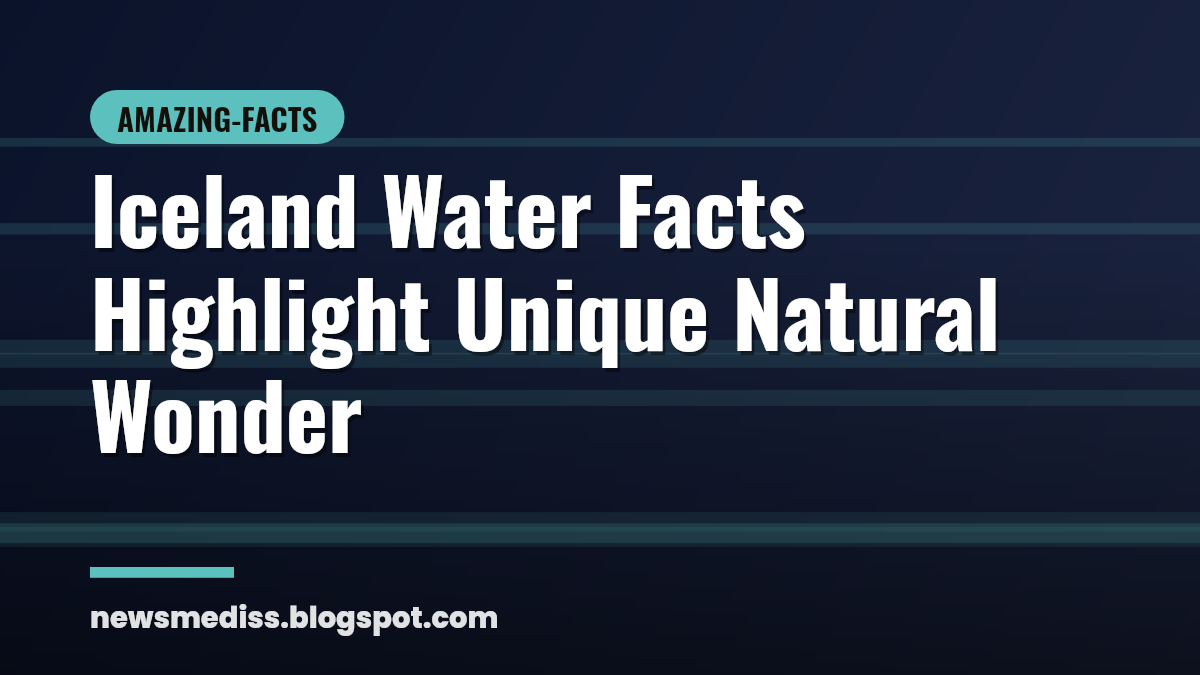 AMAZING-FACTS
Iceland Water Facts
Highlight Unique Natural
Wonder
newsmediss.blogspot.com